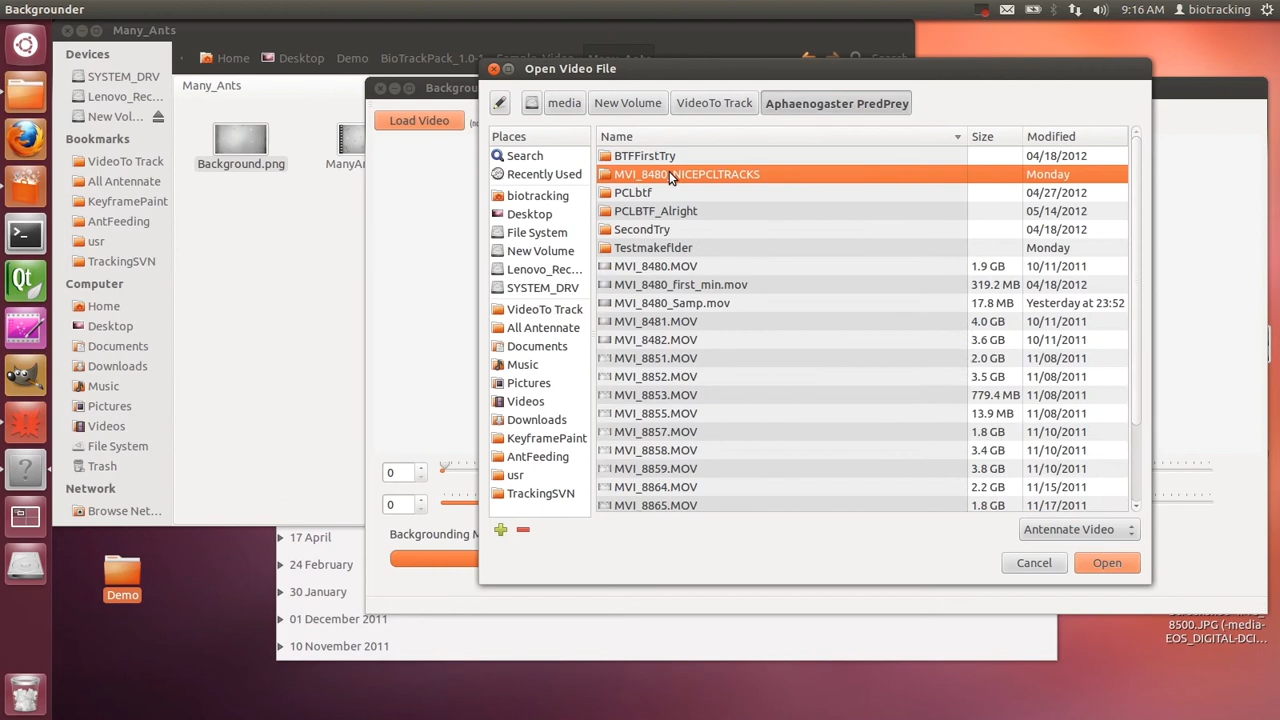 Backgrounder
9:16 AM
biotracking
Many_Ants
Devices
SYSTEM_DRV
Lenovo_Rec...
New Vol...
Bookmarks
VideoTo Track
All Antennate
KeyframePaint
AntFeeding
usr
TrackingSVN
Computer
Home
Desktop
Documents
Downloads
Music
Pictures
Videos
File System
Trash
Network
Browse Net...
Home
Desktop
Demo
BioTrackPack_1.0-1
Many_Ants
Search
Many_Ants
Background.png
ManyAn
Backgrou
Load Video
0
0
Backgrounding M
Open Video File
media
New Volume
VideoTo Track
Aphaenogaster PredPrey
Places
Search
Recently Used
biotracking
Desktop
File System
New Volume
Lenovo_Rec...
SYSTEM_DRV
VideoTo Track
All Antennate
Documents
Music
Pictures
Videos
Downloads
KeyframePaint
AntFeeding
usr
TrackingSVN
Name Size Modified
BTFFirstTry 04/18/2012
MVI_8480_NICEPCLTRACKS Monday
PCLbtf 04/27/2012
PCLBTF_Alright 05/14/2012
SecondTry 04/18/2012
Testmakeflder Monday
MVI_8480.MOV 1.9 GB 10/11/2011
MVI_8480_first_min.mov 319.2 MB 04/18/2012
MVI_8480_Samp.mov 17.8 MB Yesterday at 23:52
MVI_8481.MOV 4.0 GB 10/11/2011
MVI_8482.MOV 3.6 GB 10/11/2011
MVI_8851.MOV 2.0 GB 11/08/2011
MVI_8852.MOV 3.5 GB 11/08/2011
MVI_8853.MOV 779.4 MB 11/08/2011
MVI_8855.MOV 13.9 MB 11/08/2011
MVI_8857.MOV 1.8 GB 11/10/2011
MVI_8858.MOV 3.4 GB 11/10/2011
MVI_8859.MOV 3.8 GB 11/10/2011
MVI_8864.MOV 2.2 GB 11/15/2011
MVI_8865.MOV 1.8 GB 11/17/2011
Antennate Video
Cancel
Open
Demo
17 April
24 February
30 January
01 December 2011
10 November 2011
8500.JPG (-media-
EOS_DIGITAL-DCI...